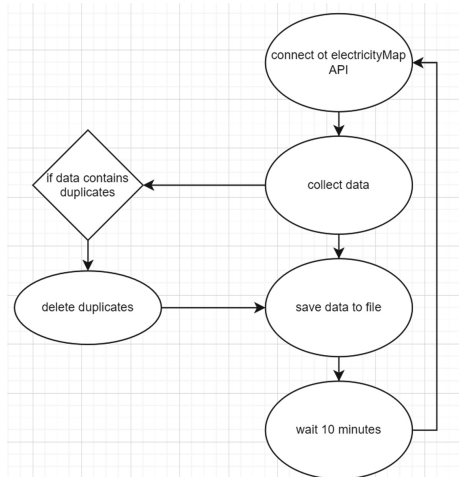 connect ot electricityMap
API
if data contains
duplicates
collect data
delete duplicates
save data to file
wait 10 minutes